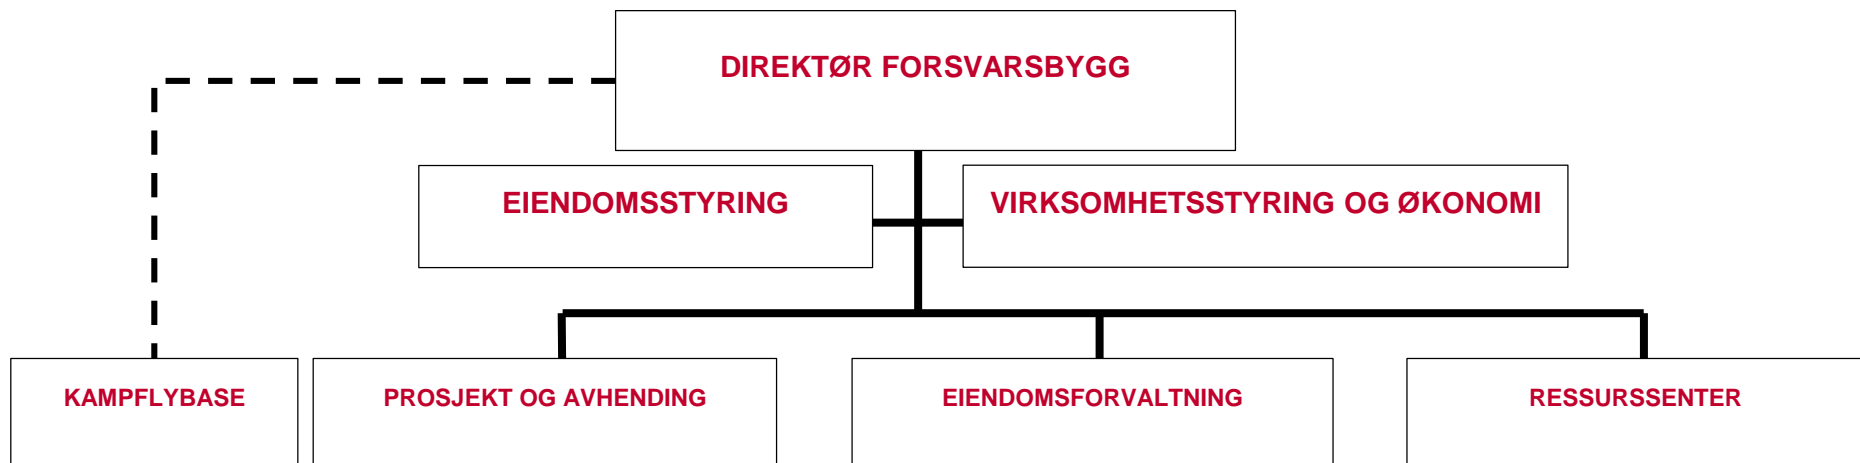 DIREKTØR FORSVARSBYGG
EIENDOMSSTYRING
VIRKSOMHETSSTYRING OG ØKONOMI
KAMPFLYBASE
PROSJEKT OG AVHENDING
EIENDOMSFORVALTNING
RESSURSSENTER